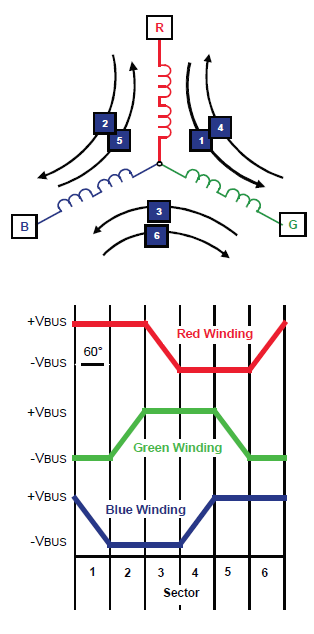 R
2
5
1
4
B
3
6
G
+VBUS
Red Winding
-VBUS
60°
+VBUS
Green Winding
-VBUS
+VBUS
Blue Winding
-VBUS
1 2 3 4 5 6
Sector